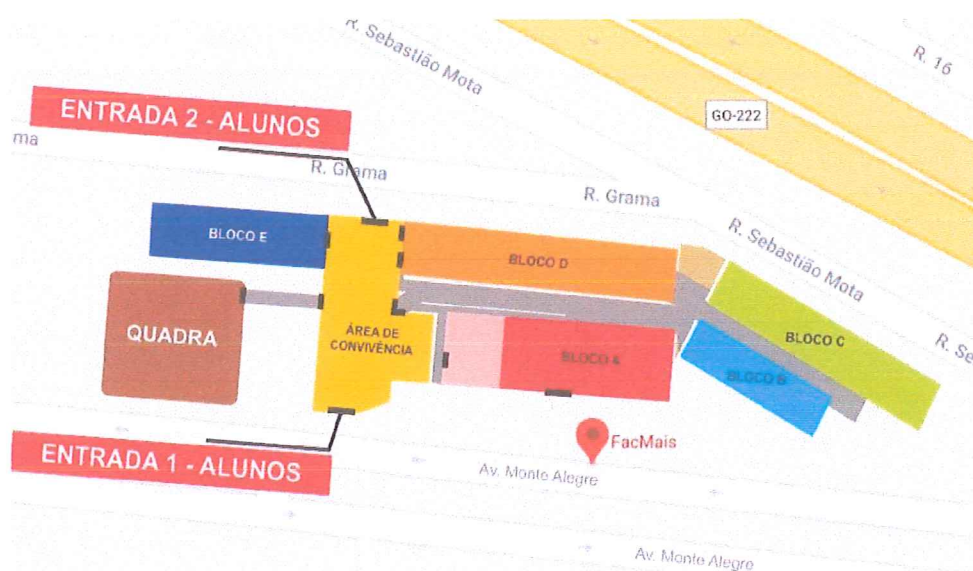 R. Sebastião Mota
R. 16
GO-222
ENTRADA 2 - ALUNOS
ma
R. Grama
R. Grama
R. Sebastião Mota
BLOCO E
BLOCO D
QUADRA
ÁREA DE
CONVIVÊNCIA
BLOCO A
BLOCO B
BLOCO C
R. Se
FacMais
ENTRADA 1 - ALUNOS
Av. Monte Alegre
Av. Monte Alegre